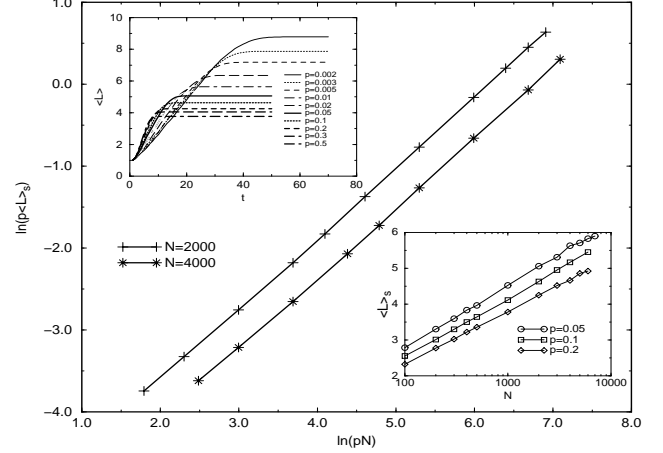 1.0
0.0
−1.0
−2.0
−3.0
−4.0
ln(p<L>s)
1.0 2.0 3.0 4.0 5.0 6.0 7.0 8.0
ln(pN)
N=2000
N=4000
10
8
6
4
2
0
<L>
0 20 40 60 80
t
p=0.002
p=0.003
p=0.005
p=0.01
p=0.02
p=0.05
p=0.1
p=0.2
p=0.3
p=0.5
6
5
4
3
2
<L>s
100 1000 10000
N
p=0.05
p=0.1
p=0.2